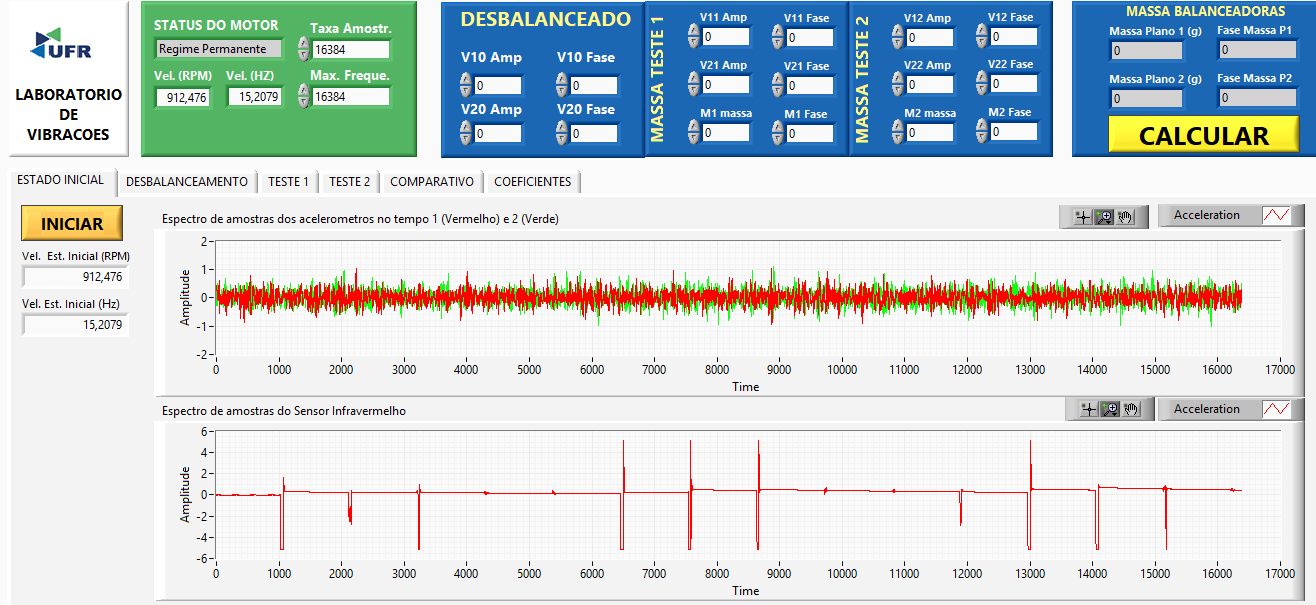 UFR
LABORATORIO
DE
VIBRACOES
STATUS DO MOTOR
Regime Permanente
Vel. (RPM)
Vel. (HZ)
912,476
15,2079
Taxa Amostr.
16384
Max. Freque.
16384
DESBALANCEADO
V10 Amp
V10 Fase
0
0
V20 Amp
V20 Fase
0
0
MASSA TESTE 1
V11 Amp
V11 Fase
0
0
V21 Amp
V21 Fase
0
0
M1 massa
M1 Fase
0
0
MASSA TESTE 2
V12 Amp
V12 Fase
0
0
V22 Amp
V22 Fase
0
0
M2 massa
M2 Fase
0
0
MASSA BALANCEADORAS
Massa Plano 1 (g)
Fase Massa P1
0
0
Massa Plano 2 (g)
Fase Massa P2
0
0
CALCULAR
ESTADO INICIAL
DESBALANCEAMENTO
TESTE 1
TESTE 2
COMPARATIVO
COEFICIENTES
INICIAR
Vel. Est. Inicial (RPM)
912,476
Vel. Est. Inicial (Hz)
15,2079
Espectro de amostras dos acelerometros no tempo 1 (Vermelho) e 2 (Verde)
Acceleration
Amplitude
2
1
0
-1
-2
0 1000 2000 3000 4000 5000 6000 7000 8000 9000 10000 11000 12000 13000 14000 15000 16000 17000
Time
Espectro de amostras do Sensor Infravermelho
Acceleration
Amplitude
6
4
2
0
-2
-4
-6
0 1000 2000 3000 4000 5000 6000 7000 8000 9000 10000 11000 12000 13000 14000 15000 16000 17000
Time